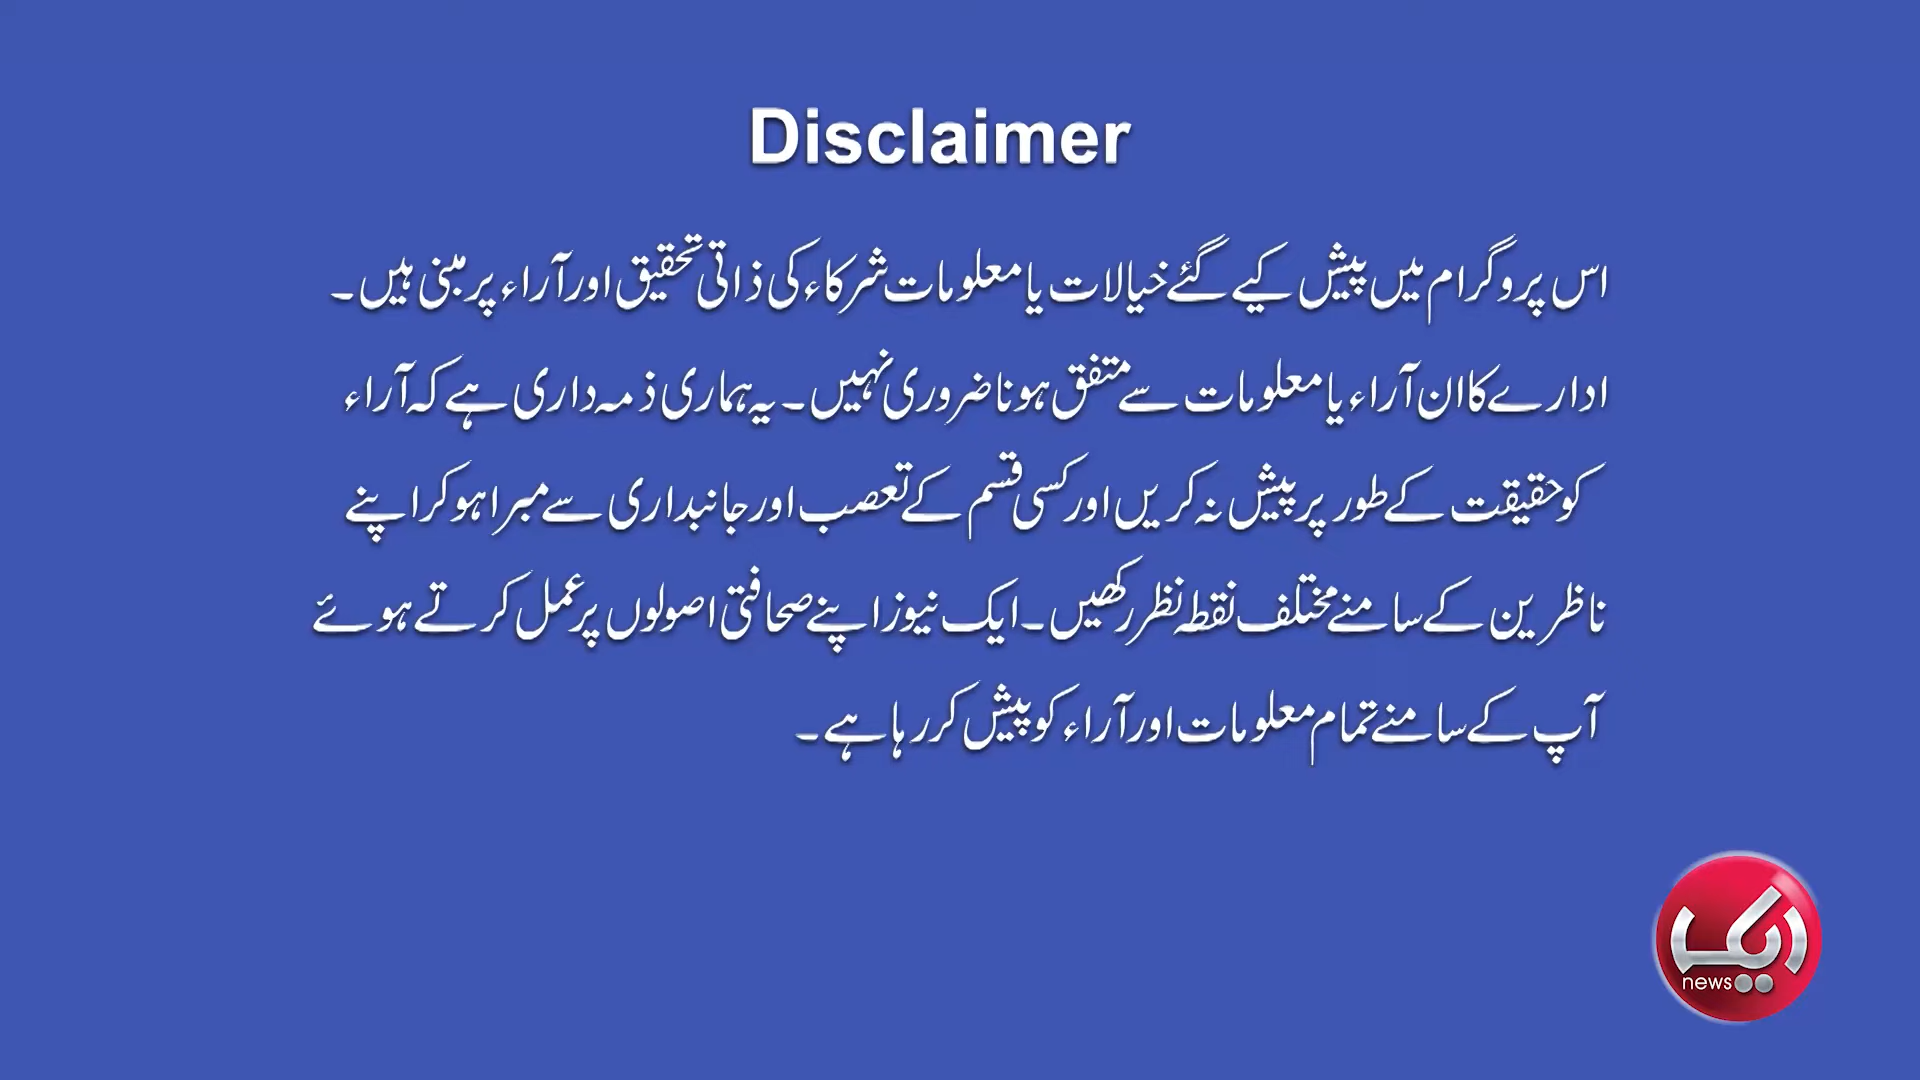 Disclaimer
اس پروگرام میں پیش کیے گئے خیالات یا معلومات شرکاء کی ذاتی تحقیق اور آراء پر مبنی ہیں۔
ادارے کا ان آراء یا معلومات سے متفق ہونا ضروری نہیں۔ یہ ہماری ذمہ داری ہے کہ آراء
کو حقیقت کے طور پر پیش نہ کریں اور کسی قسم کے تعصب اور جانبداری سے مبرا ہو کر اپنے
ناظرین کے سامنے مختلف نقطہ نظر رکھیں۔ ایک نیوز اپنے صحافتی اصولوں پر عمل کرتے ہوئے
آپ کے سامنے تمام معلومات اور آراء کو پیش کر رہا ہے۔
ایک
news